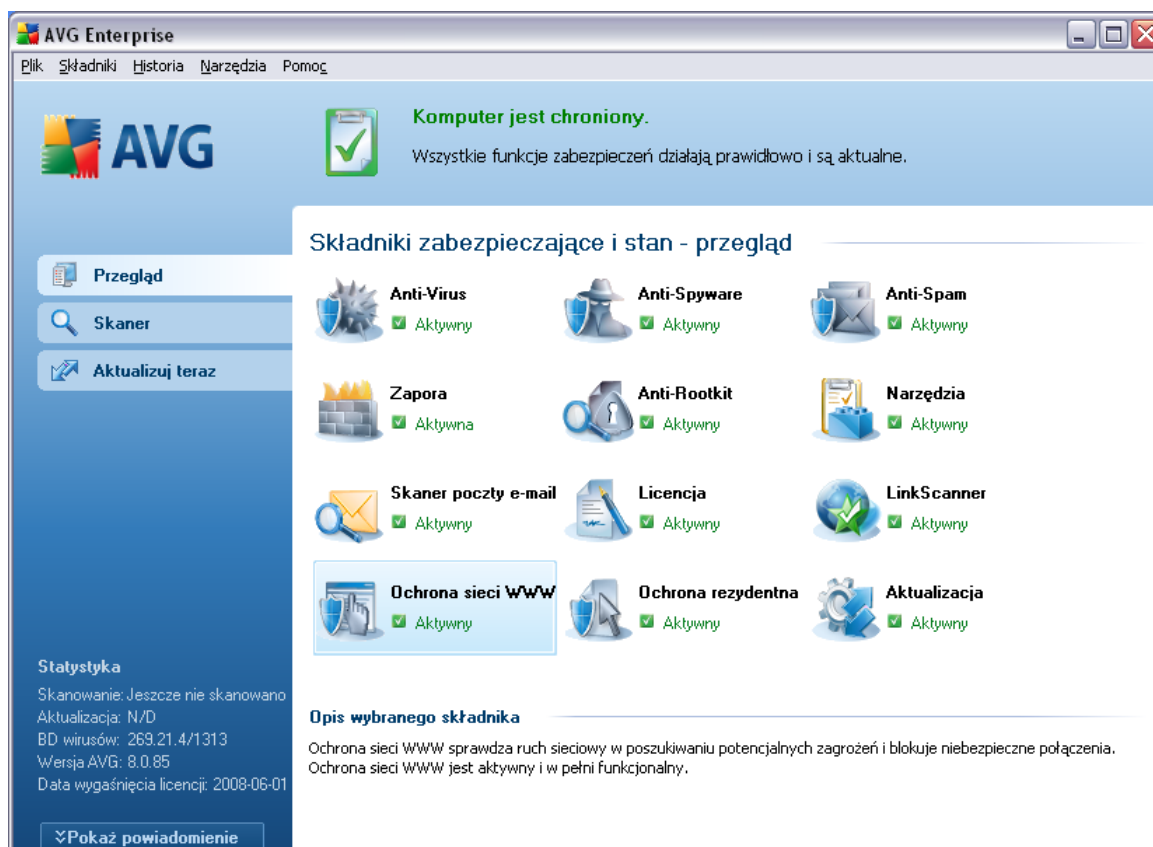 AVG Enterprise
Plik Składniki Historia Narzędzia Pomoc
AVG
Komputer jest chroniony.
Wszystkie funkcje zabezpieczeń działają prawidłowo i są aktualne.
Przegląd
Skaner
Aktualizuj teraz
Składniki zabezpieczające i stan - przegląd
Anti-Virus
Aktywny
Anti-Spyware
Aktywny
Anti-Spam
Aktywny
Zapora
Aktywna
Anti-Rootkit
Aktywny
Narzędzia
Aktywny
Skaner poczty e-mail
Aktywny
Licencja
Aktywny
LinkScanner
Aktywny
Ochrona sieci WWW
Aktywny
Ochrona rezydentna
Aktywny
Aktualizacja
Aktywny
Statystyka
Skanowanie: Jeszcze nie skanowano
Aktualizacja: N/D
BD wirusów: 269.21.4/1313
Wersja AVG: 8.0.85
Data wygaśnięcia licencji: 2008-06-01
Pokaż powiadomienie
Opis wybranego składnika
Ochrona sieci WWW sprawdza ruch sieciowy w poszukiwaniu potencjalnych zagrożeń i blokuje niebezpieczne połączenia.
Ochrona sieci WWW jest aktywny i w pełni funkcjonalny.